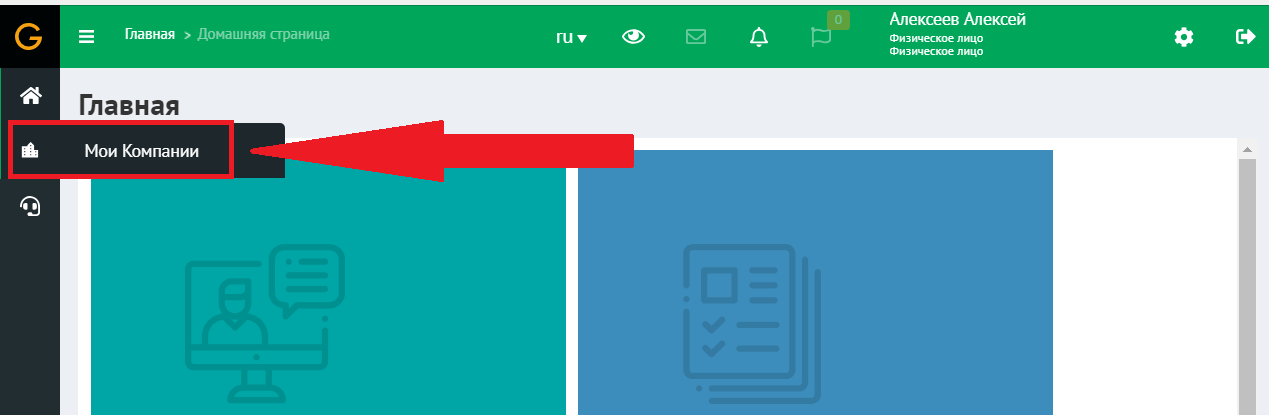 G
Главная > Домашняя страница
ru
0
Алексеев Алексей
Физическое лицо
Физическое лицо
Главная
Мои Компании